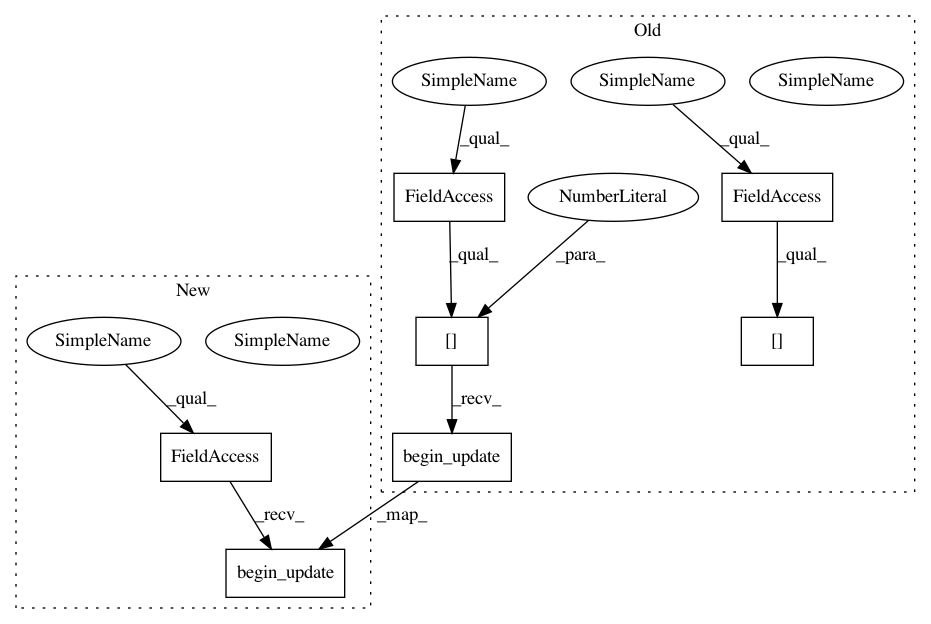 Old
SimpleName
SimpleName
SimpleName
_qual_
_qual_
FieldAccess
NumberLiteral
FieldAccess
_qual_
_para_
_qual_
New
SimpleName
SimpleName
[]
[]
_qual_
_recv_
FieldAccess
begin_update
_recv_
_map_
begin_update